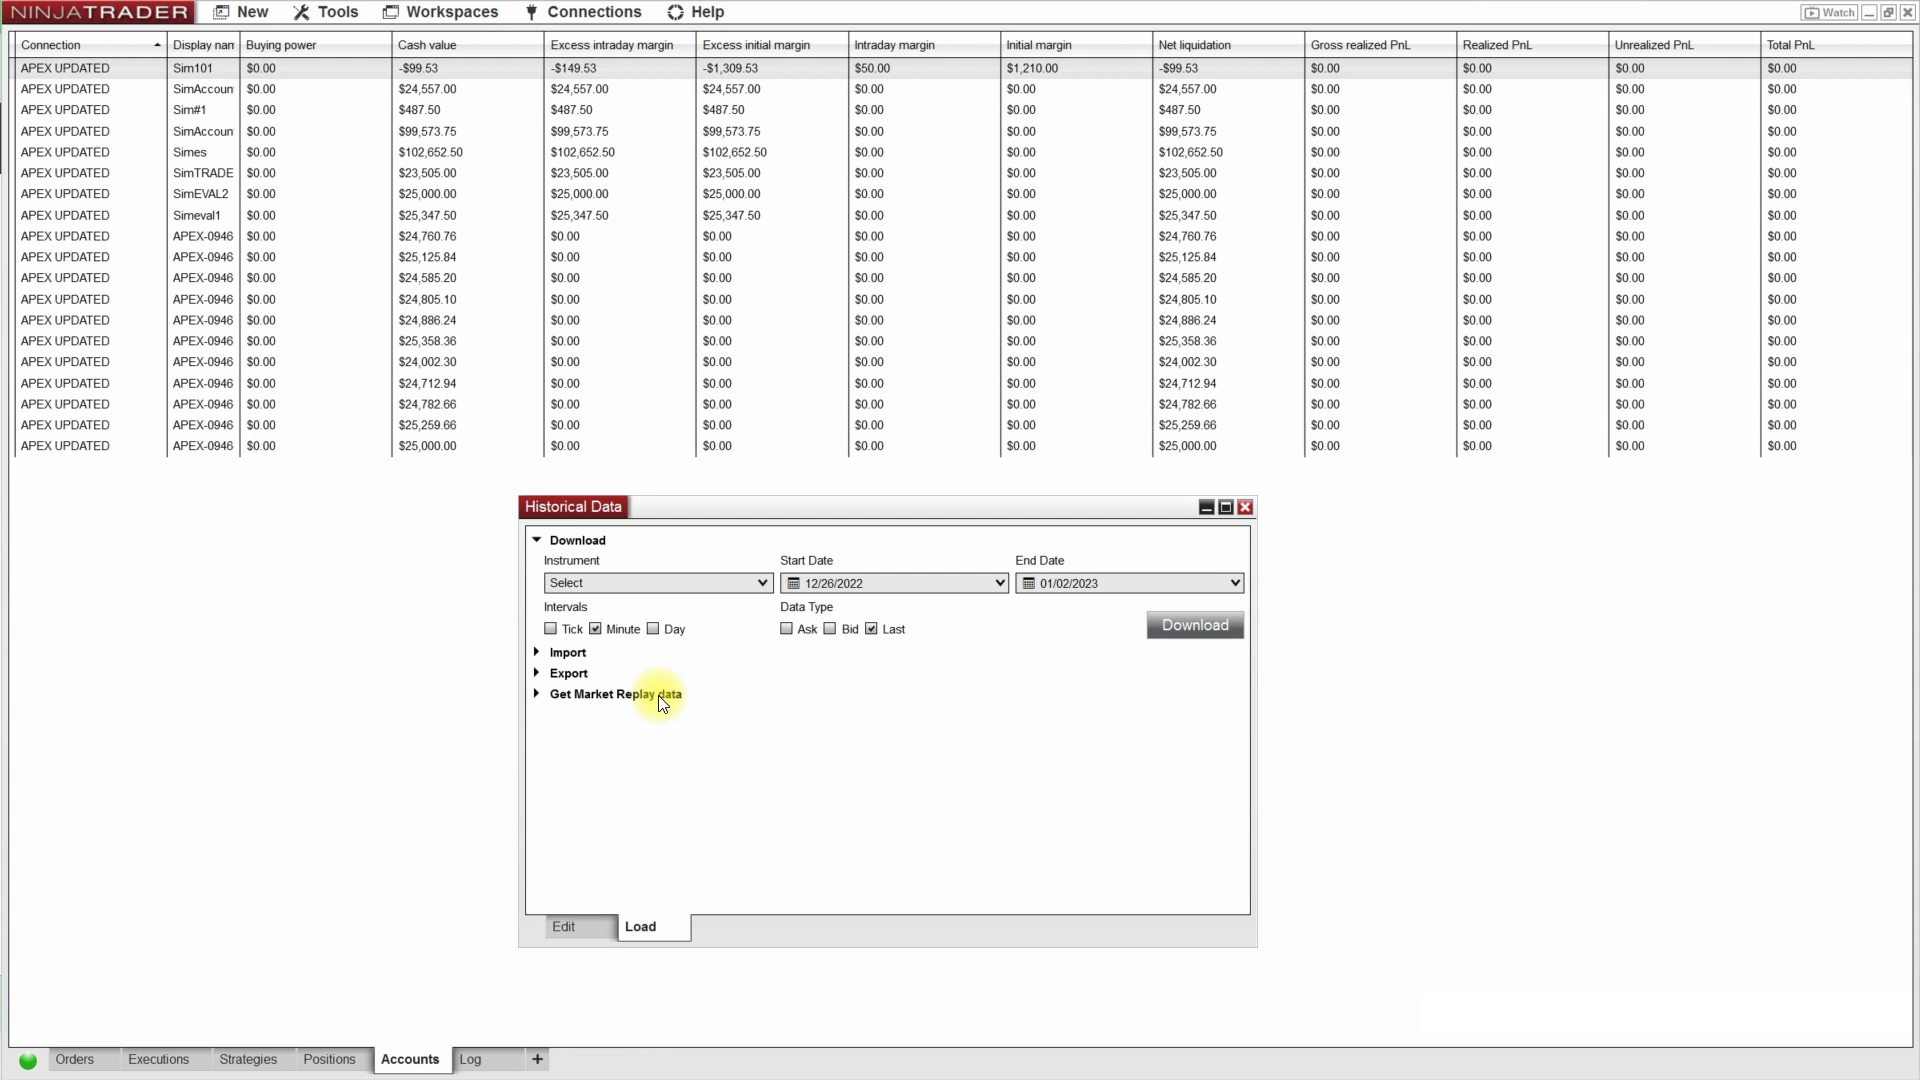 NINJATRADER New Tools Workspaces Connections Help Watch
Connection Display nam Buying power Cash value Excess intraday margin Excess initial margin Intraday margin Initial margin Net liquidation Gross realized PnL Realized PnL Unrealized PnL Total PnL
APEX UPDATED Sim101 $0.00 -$99.53 -$149.53 -$1,309.53 $50.00 $1,210.00 -$99.53 $0.00 $0.00 $0.00 $0.00
APEX UPDATED SimAccoun $0.00 $24,557.00 $24,557.00 $24,557.00 $0.00 $0.00 $24,557.00 $0.00 $0.00 $0.00 $0.00
APEX UPDATED Sim#1 $0.00 $487.50 $487.50 $487.50 $0.00 $0.00 $487.50 $0.00 $0.00 $0.00 $0.00
APEX UPDATED SimAccoun $0.00 $99,573.75 $99,573.75 $99,573.75 $0.00 $0.00 $99,573.75 $0.00 $0.00 $0.00 $0.00
APEX UPDATED Simes $0.00 $102,652.50 $102,652.50 $102,652.50 $0.00 $0.00 $102,652.50 $0.00 $0.00 $0.00 $0.00
APEX UPDATED SimTRADE $0.00 $23,505.00 $23,505.00 $23,505.00 $0.00 $0.00 $23,505.00 $0.00 $0.00 $0.00 $0.00
APEX UPDATED SimEVAL2 $0.00 $25,000.00 $25,000.00 $25,000.00 $0.00 $0.00 $25,000.00 $0.00 $0.00 $0.00 $0.00
APEX UPDATED Simeval1 $0.00 $25,347.50 $25,347.50 $25,347.50 $0.00 $0.00 $25,347.50 $0.00 $0.00 $0.00 $0.00
APEX UPDATED APEX-0946 $0.00 $24,760.76 $0.00 $0.00 $0.00 $0.00 $24,760.76 $0.00 $0.00 $0.00 $0.00
APEX UPDATED APEX-0946 $0.00 $25,125.84 $0.00 $0.00 $0.00 $0.00 $25,125.84 $0.00 $0.00 $0.00 $0.00
APEX UPDATED APEX-0946 $0.00 $24,585.20 $0.00 $0.00 $0.00 $0.00 $24,585.20 $0.00 $0.00 $0.00 $0.00
APEX UPDATED APEX-0946 $0.00 $24,805.10 $0.00 $0.00 $0.00 $0.00 $24,805.10 $0.00 $0.00 $0.00 $0.00
APEX UPDATED APEX-0946 $0.00 $24,886.24 $0.00 $0.00 $0.00 $0.00 $24,886.24 $0.00 $0.00 $0.00 $0.00
APEX UPDATED APEX-0946 $0.00 $25,358.36 $0.00 $0.00 $0.00 $0.00 $25,358.36 $0.00 $0.00 $0.00 $0.00
APEX UPDATED APEX-0946 $0.00 $24,002.30 $0.00 $0.00 $0.00 $0.00 $24,002.30 $0.00 $0.00 $0.00 $0.00
APEX UPDATED APEX-0946 $0.00 $24,712.94 $0.00 $0.00 $0.00 $0.00 $24,712.94 $0.00 $0.00 $0.00 $0.00
APEX UPDATED APEX-0946 $0.00 $24,782.66 $0.00 $0.00 $0.00 $0.00 $24,782.66 $0.00 $0.00 $0.00 $0.00
APEX UPDATED APEX-0946 $0.00 $25,259.66 $0.00 $0.00 $0.00 $0.00 $25,259.66 $0.00 $0.00 $0.00 $0.00
APEX UPDATED APEX-0946 $0.00 $25,000.00 $0.00 $0.00 $0.00 $0.00 $25,000.00 $0.00 $0.00 $0.00 $0.00
Historical Data
Download
Instrument Start Date End Date
Select 12/26/2022 01/02/2023
Intervals Data Type
Tick Minute Day Ask Bid Last Download
Import
Export
Get Market Replay data
Edit Load
Orders Executions Strategies Positions Accounts Log +